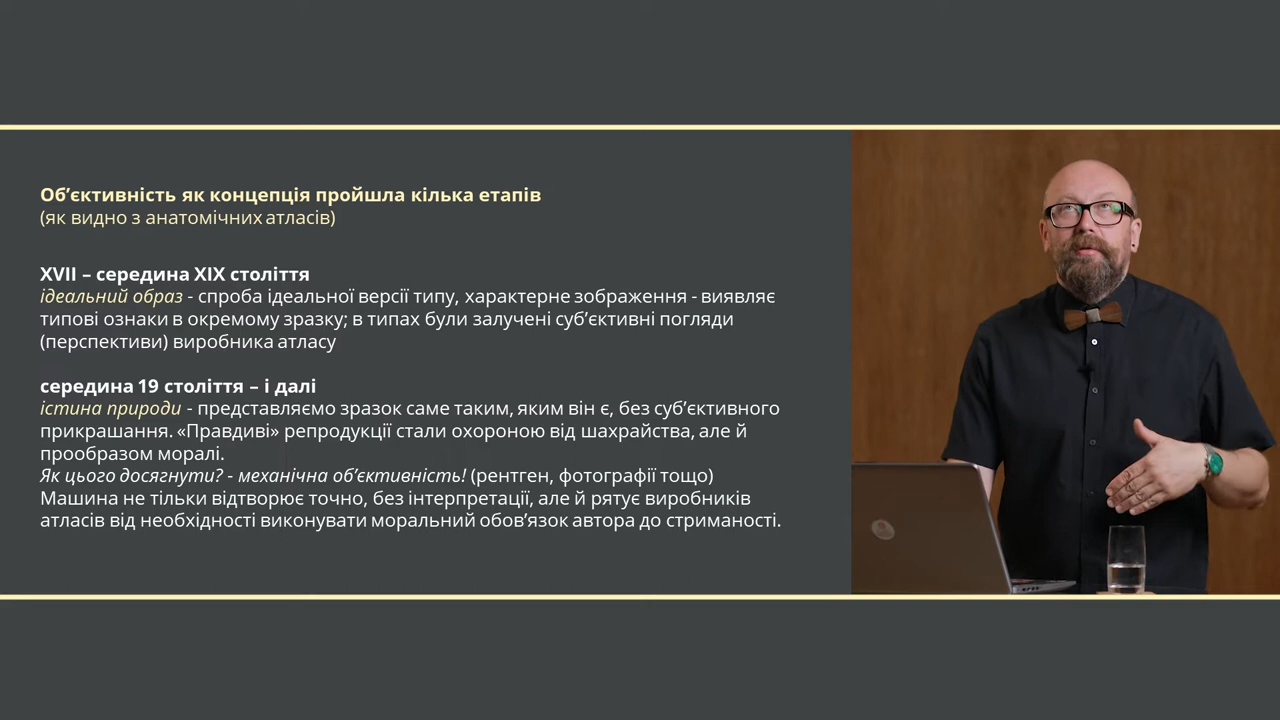 Об’єктивність як концепція пройшла кілька етапів
(як видно з анатомічних атласів)
XVII – середина XIX століття
ідеальний образ - спроба ідеальної версії типу, характерне зображення - виявляє
типові ознаки в окремому зразку; в типах були залучені суб’єктивні погляди
(перспективи) виробника атласу
середина 19 століття – і далі
істина природи - представляємо зразок саме таким, яким він є, без суб’єктивного
прикрашання. «Правдиві» репродукції стали охороною від шахрайства, але й
прообразом моралі.
Як цього досягнути? - механічна об’єктивність! (рентген, фотографії тощо)
Машина не тільки відтворює точно, без інтерпретації, але й рятує виробників
атласів від необхідності виконувати моральний обов’язок автора до стриманості.